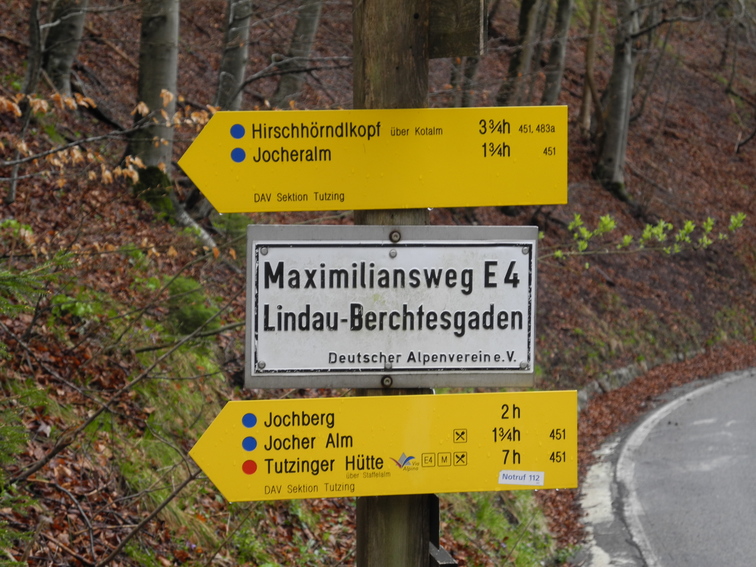 Hirschhörndlkopf über Kotalm 3¾h 451, 483a
Jocheralm 1¾h 451
DAV Sektion Tutzing
Maximiliansweg E4
Lindau-Berchtesgaden
Deutscher Alpenverein e.V.
Jochberg 2h
Jocher Alm 1¾h 451
Tutzinger Hütte Via Alpine E4 M 7h 451
über Staffelalm
Notruf 112
DAV Sektion Tutzing